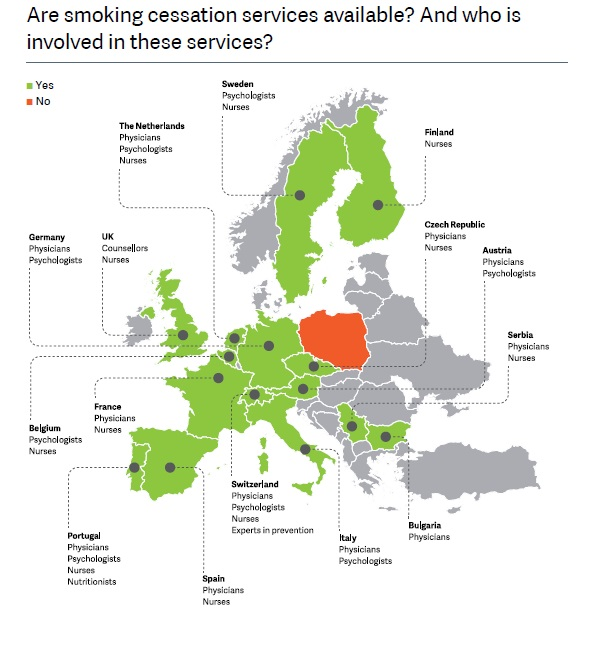 Are smoking cessation services available? And who is
involved in these services?
Yes
No
Sweden
Psychologists
Nurses
The Netherlands
Physicians
Psychologists
Nurses
Finland
Nurses
Germany
Physicians
Psychologists
UK
Counsellors
Nurses
Czech Republic
Physicians
Nurses
Austria
Physicians
Psychologists
Serbia
Physicians
Nurses
Belgium
Psychologists
Nurses
France
Physicians
Nurses
Switzerland
Physicians
Psychologists
Nurses
Experts in prevention
Bulgaria
Physicians
Italy
Physicians
Psychologists
Portugal
Physicians
Psychologists
Nurses
Nutritionists
Spain
Physicians
Nurses